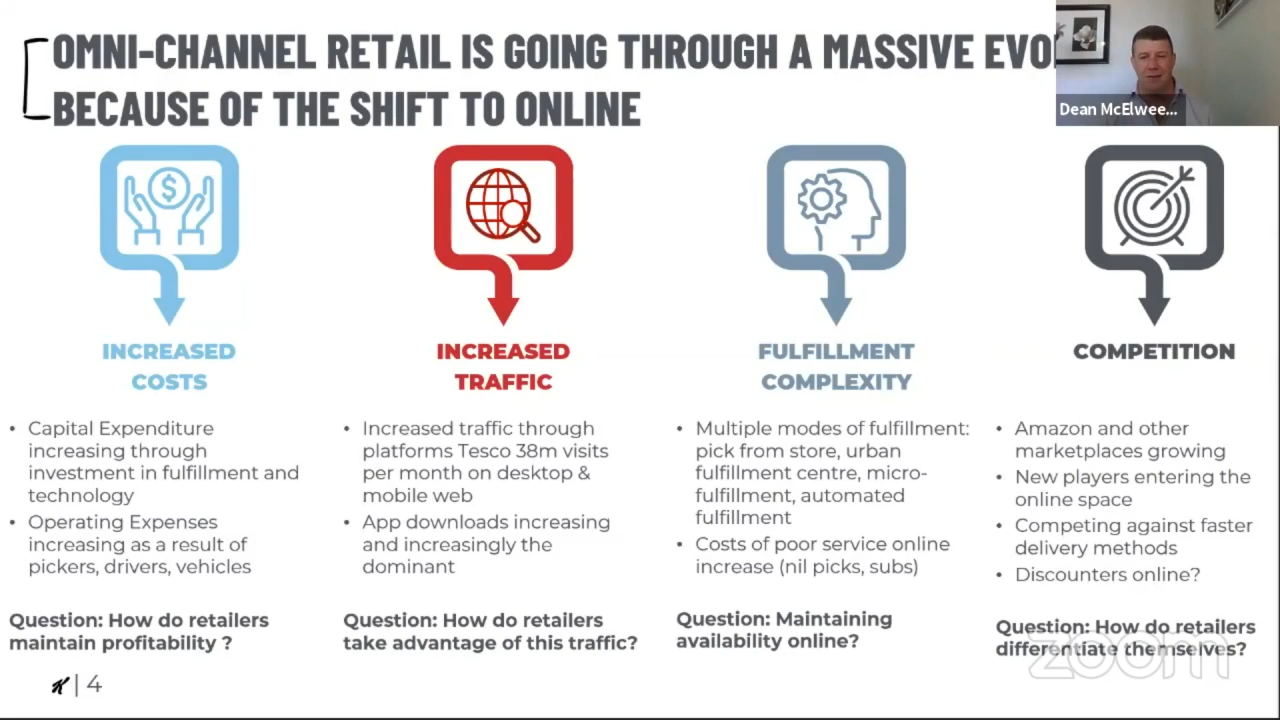 OMNI-CHANNEL RETAIL IS GOING THROUGH A MASSIVE
BECAUSE OF THE SHIFT TO ONLINE
Dean McElwee...
INCREASED
COSTS
• Capital Expenditure
increasing through
investment in fulfillment and
technology
• Operating Expenses
increasing as a result of
pickers, drivers, vehicles
Question: How do retailers
maintain profitability ?
INCREASED
TRAFFIC
• Increased traffic through
platforms Tesco 38m visits
per month on desktop &
mobile web
• App downloads increasing
and increasingly the
dominant
Question: How do retailers
take advantage of this traffic?
FULFILLMENT
COMPLEXITY
• Multiple modes of fulfillment:
pick from store, urban
fulfillment centre, micro-
fulfillment, automated
fulfillment
• Costs of poor service online
increase (nil picks, subs)
Question: Maintaining
availability online?
COMPETITION
• Amazon and other
marketplaces growing
• New players entering the
online space
• Competing against faster
delivery methods
• Discounters online?
Question: How do retailers
differentiate themselves?
zoom
K | 4